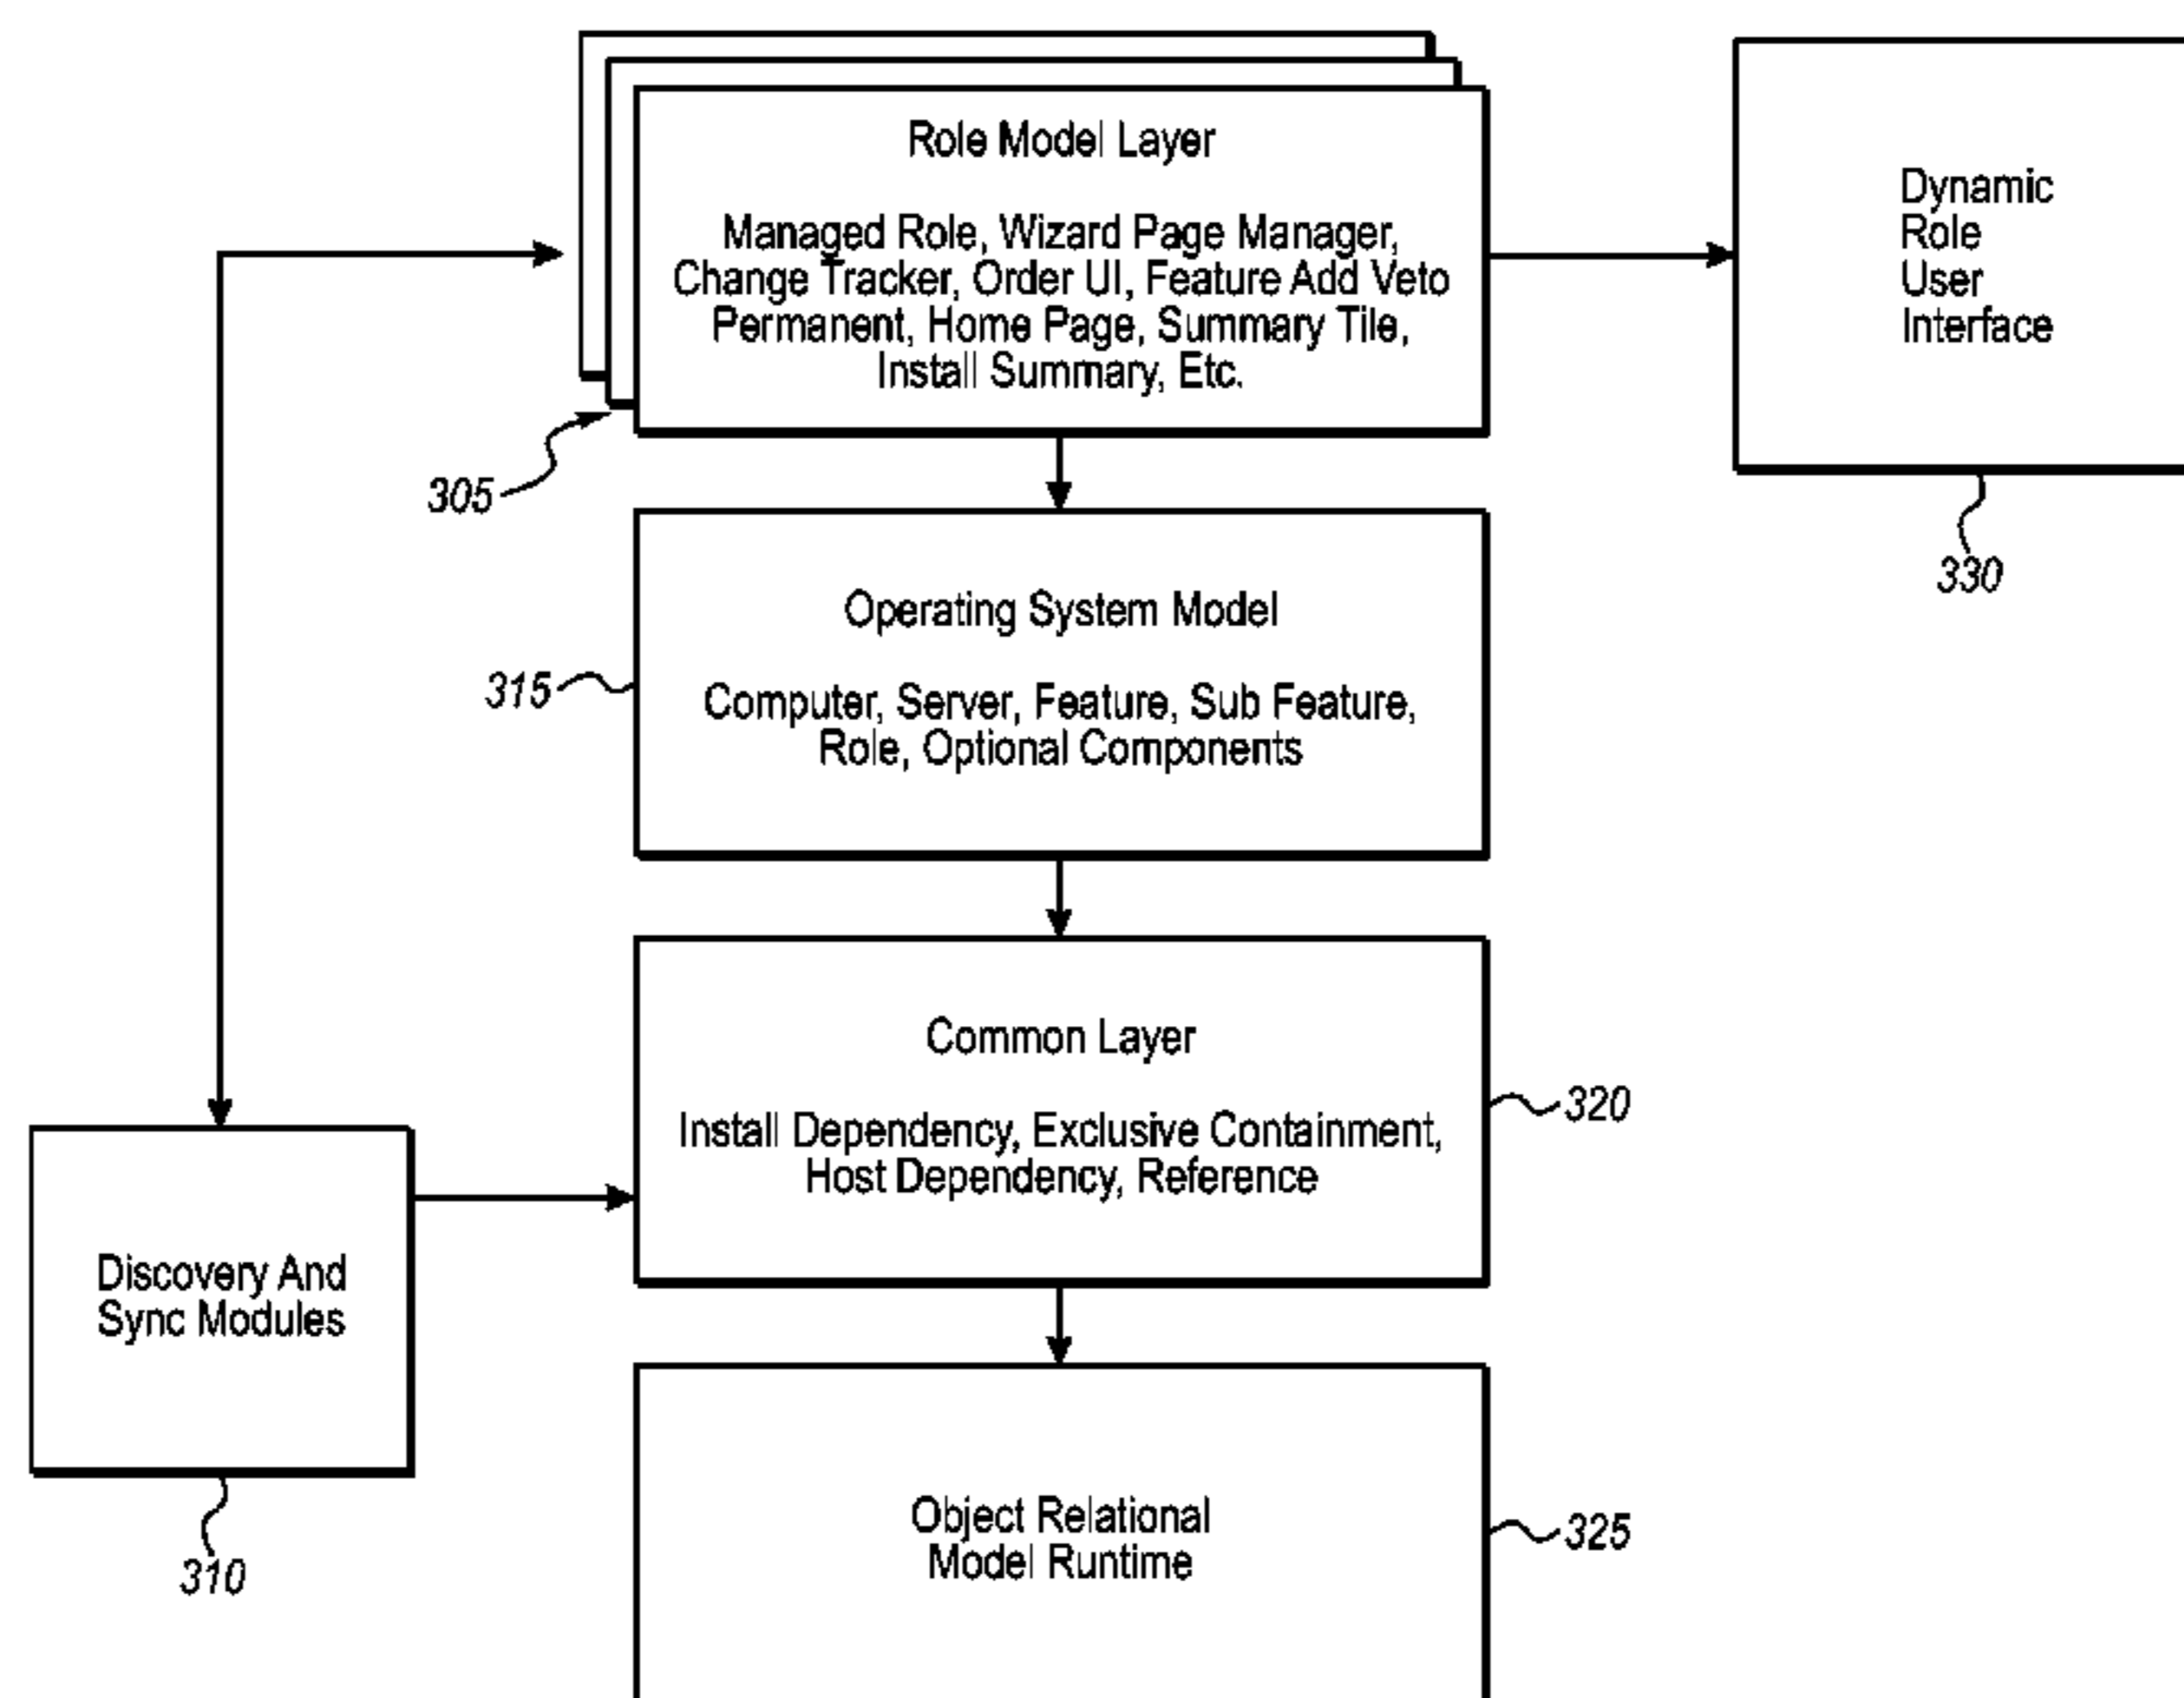 Role Model Layer
Managed Role, Wizard Page Manager,
Change Tracker, Order UI, Feature Add Veto
Permanent, Home Page, Summary Tile,
Install Summary, Etc.
Dynamic
Role
User
Interface
305
330
Operating System Model
315
Computer, Server, Feature, Sub Feature,
Role, Optional Components
Common Layer
320
Install Dependency, Exclusive Containment,
Host Dependency, Reference
Discovery And
Sync Modules
310
Object Relational
Model Runtime
325